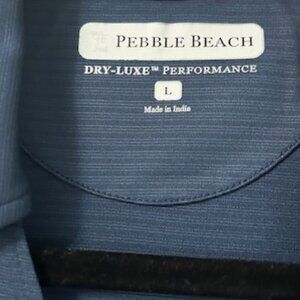 PEBBLE BEACH
DRY-LUXE™ PERFORMANCE
L
Made in India